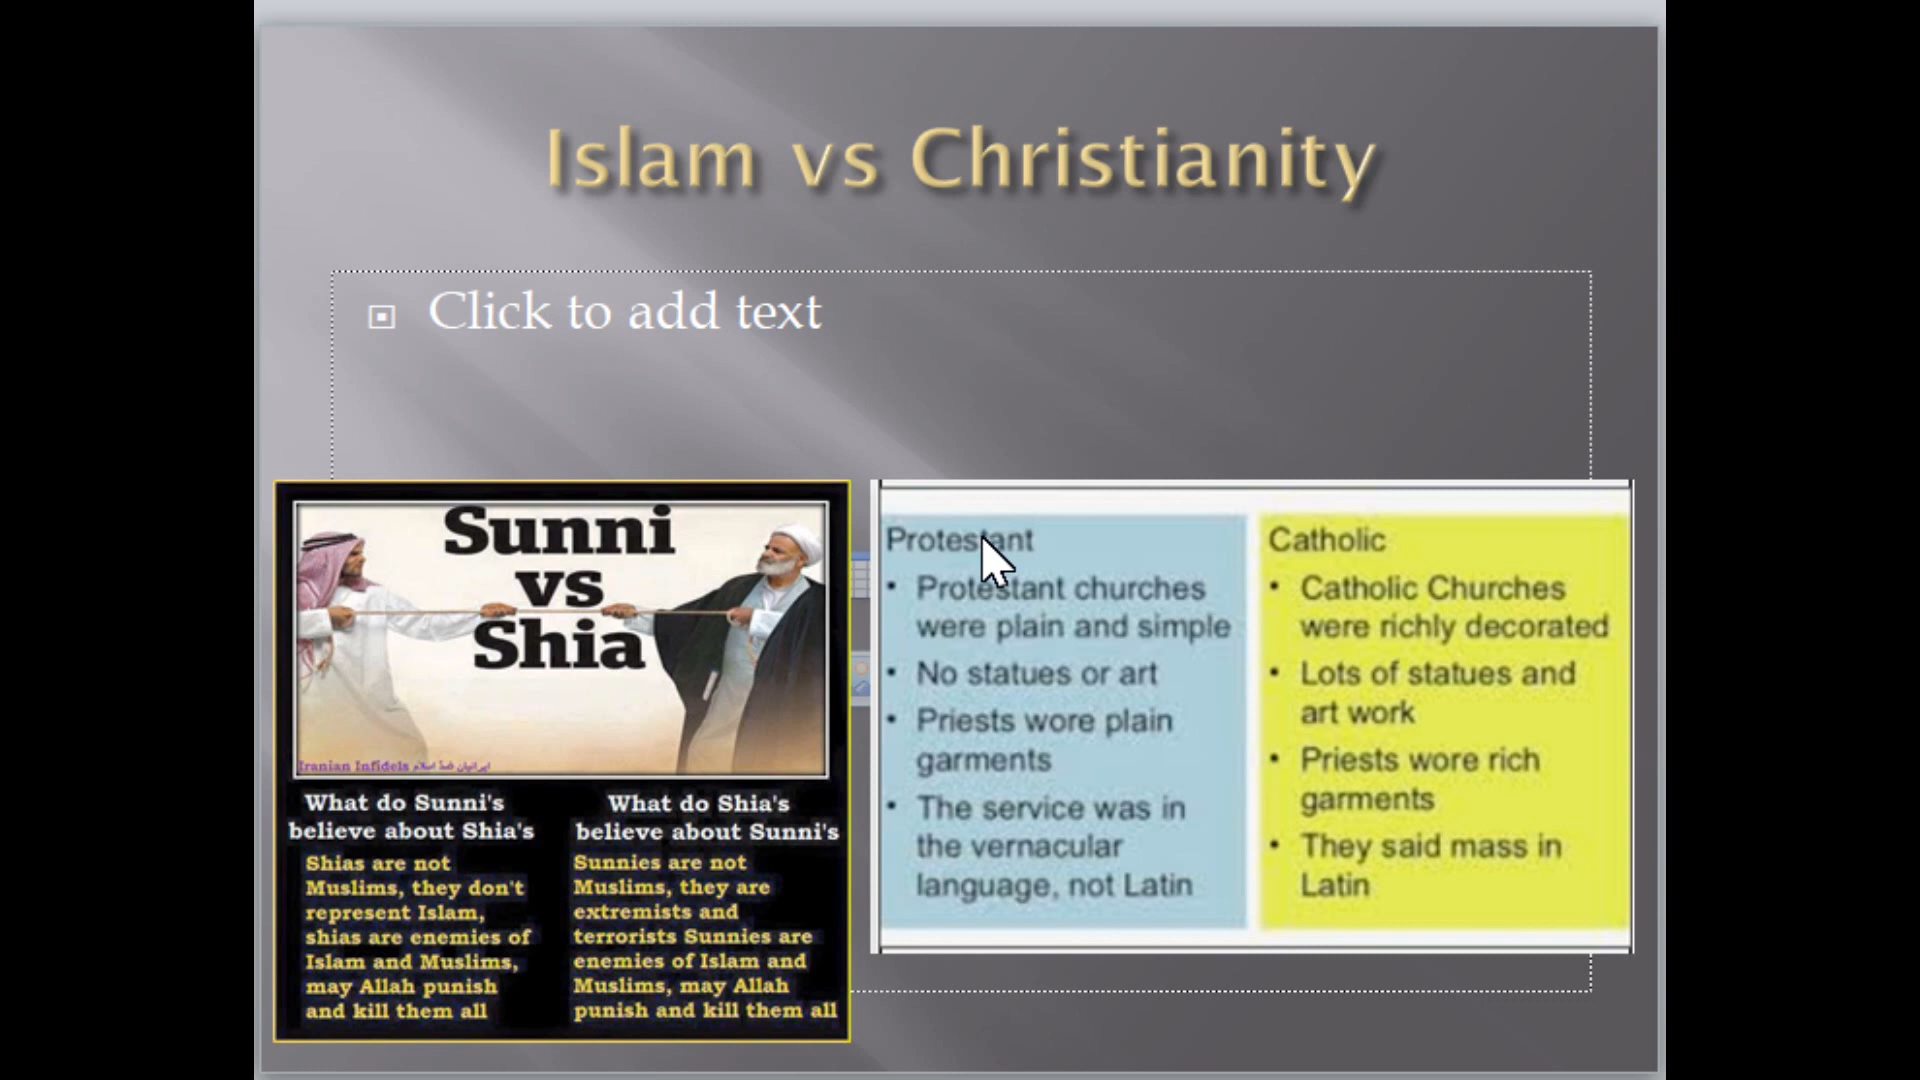 Islam vs Christianity
Click to add text
Sunni
vs
Shia
Iranian Infidels ایرانیان ضدّ اسلام
What do Sunni's
believe about Shia's
Shias are not
Muslims, they don't
represent Islam,
shias are enemies of
Islam and Muslims,
may Allah punish
and kill them all
What do Shia's
believe about Sunni's
Sunnies are not
Muslims, they are
extremists and
terrorists Sunnies are
enemies of Islam and
Muslims, may Allah
punish and kill them all
Protestant
• Protestant churches
were plain and simple
• No statues or art
• Priests wore plain
garments
• The service was in
the vernacular
language, not Latin
Catholic
• Catholic Churches
were richly decorated
• Lots of statues and
art work
• Priests wore rich
garments
• They said mass in
Latin